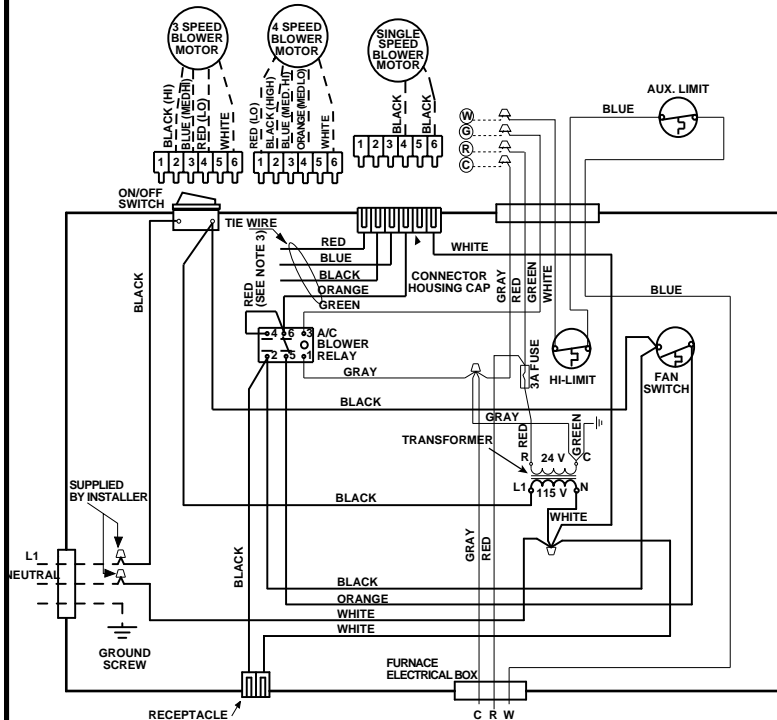 3 SPEED
BLOWER
MOTOR
4 SPEED
BLOWER
MOTOR
SINGLE
SPEED
BLOWER
MOTOR
BLACK (HI)
BLUE (MEDHI)
RED (LO)
WHITE
RED (LO)
BLACK (HIGH)
BLUE (MED. HI)
ORANGE (MED LO)
WHITE
BLACK
BLACK
1 2 3 4 5 6
1 2 3 4 5 6
1 2 3 4 5 6
W
G
R
C
AUX. LIMIT
BLUE
ON/OFF
SWITCH
TIE WIRE
RED
BLUE
BLACK
ORANGE
GREEN
WHITE
CONNECTOR
HOUSING CAP
BLACK
RED
(SEE NOTE 3)
GRAY
RED
GREEN
WHITE
BLUE
4 6 3
2 5 1
A/C
BLOWER
RELAY
GRAY
3A FUSE
HI-LIMIT
FAN
SWITCH
BLACK
GRAY
RED
GREEN
TRANSFORMER
R 24 V C
L1 115 V N
BLACK
WHITE
SUPPLIED
BY INSTALLER
L1
NEUTRAL
BLACK
GRAY
RED
BLACK
ORANGE
WHITE
WHITE
GROUND
SCREW
FURNACE
ELECTRICAL BOX
RECEPTACLE
C R W